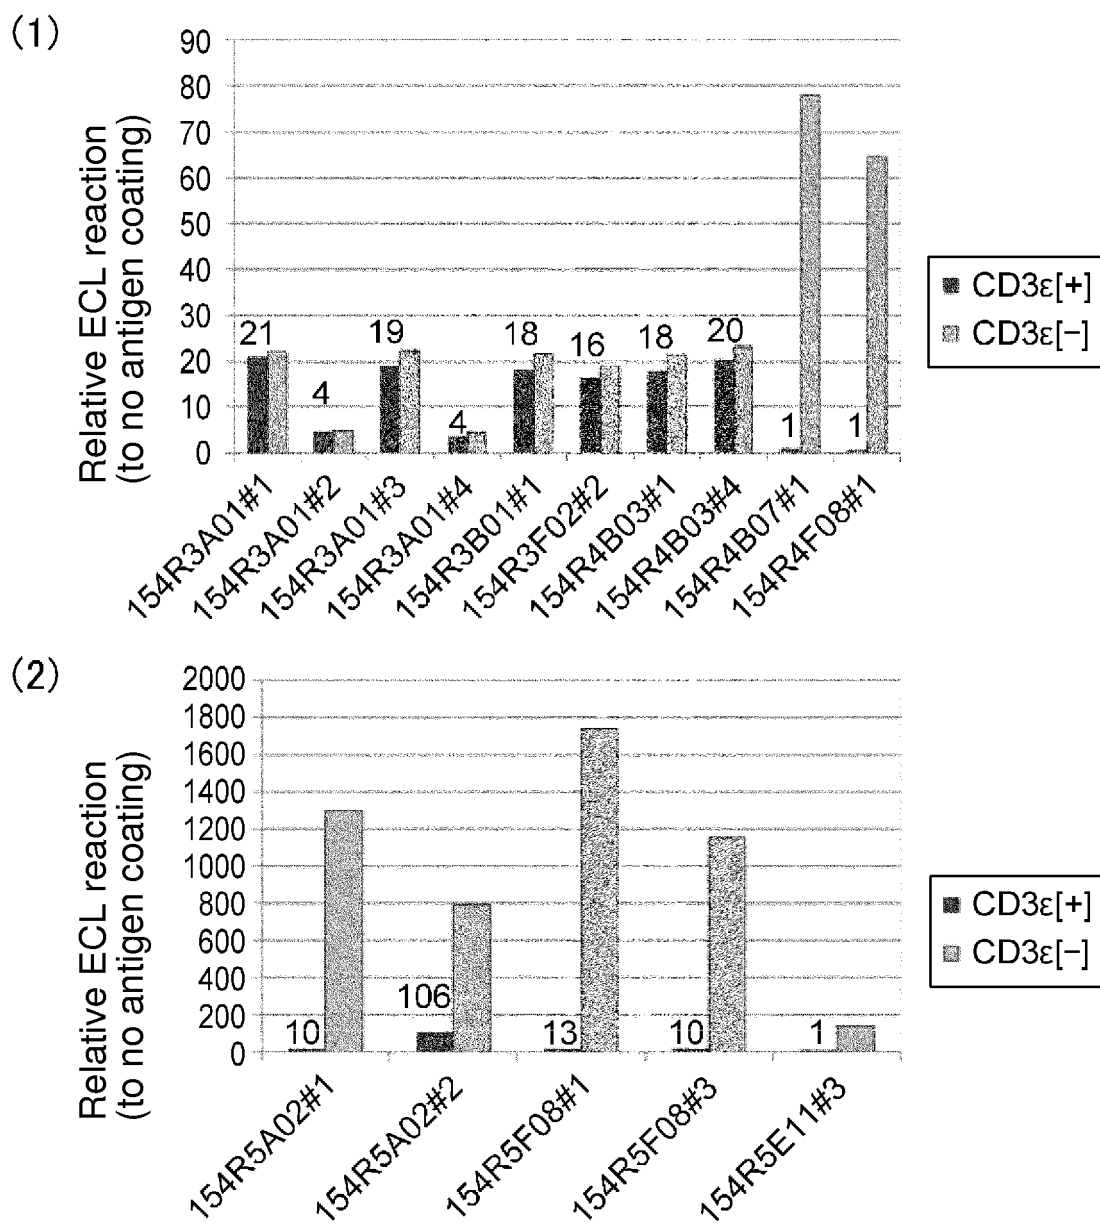 (1)
Relative ECL reaction
(to no antigen coating)
90
80
70
60
50
40
30
20
10
0
21
4
19
4
18
16
18
20
1
1
154R3A01#1
154R3A01#2
154R3A01#3
154R3A01#4
154R3B01#1
154R3F02#2
154R4B03#1
154R4B03#4
154R4B07#1
154R4F08#1
CD3ε[+]
CD3ε[−]
(2)
Relative ECL reaction
(to no antigen coating)
2000
1800
1600
1400
1200
1000
800
600
400
200
0
10
106
13
10
1
154R5A02#1
154R5A02#2
154R5F08#1
154R5F08#3
154R5E11#3
CD3ε[+]
CD3ε[−]